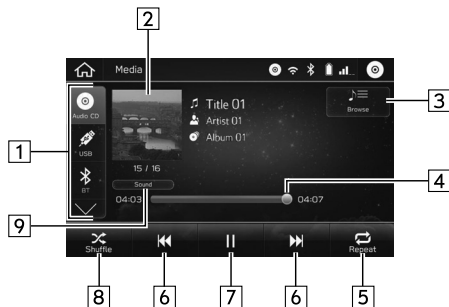 2
Media
Audio CD
USB
BT
Title 01
Artist 01
Album 01
Browse
15 / 16
Sound
04:03
04:07
Shuffle
Repeat
1
3
4
9
8
6
7
6
5